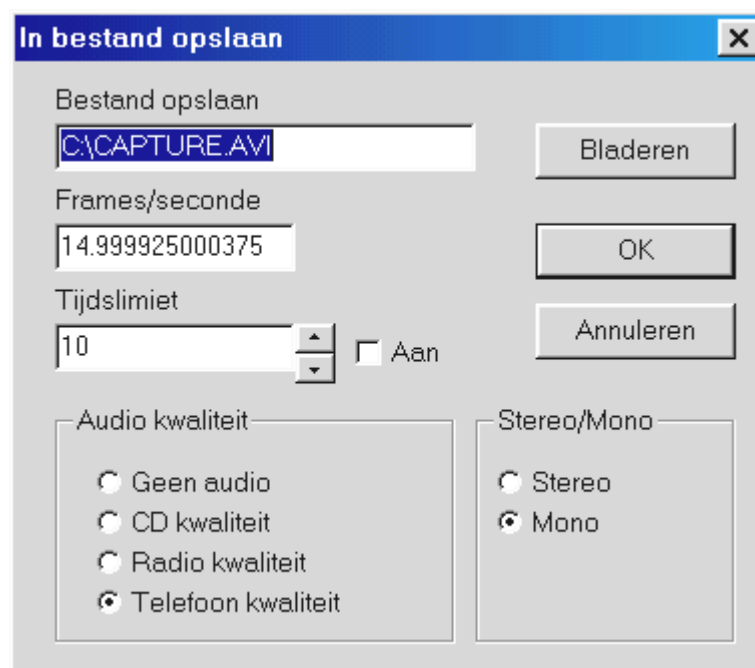 In bestand opslaan
Bestand opslaan
C:\CAPTURE.AVI
Bladeren
Frames/seconde
14.999925000375
OK
Tijdslimiet
10
Aan
Annuleren
Audio kwaliteit
Geen audio
CD kwaliteit
Radio kwaliteit
Telefoon kwaliteit
Stereo/Mono
Stereo
Mono